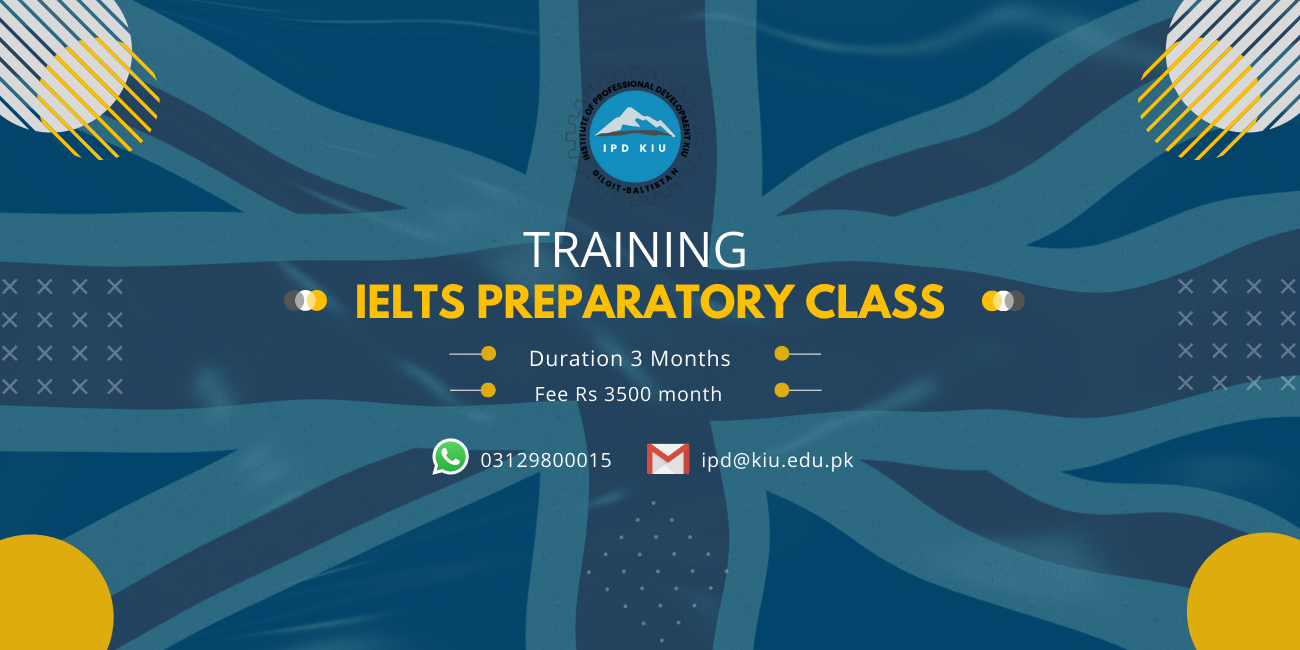 INSTITUTE OF PROFESSIONAL DEVELOPMENT KIU
IPD KIU
GILGIT-BALTISTAN
TRAINING
IELTS PREPARATORY CLASS
Duration 3 Months
Fee Rs 3500 month
03129800015
ipd@kiu.edu.pk